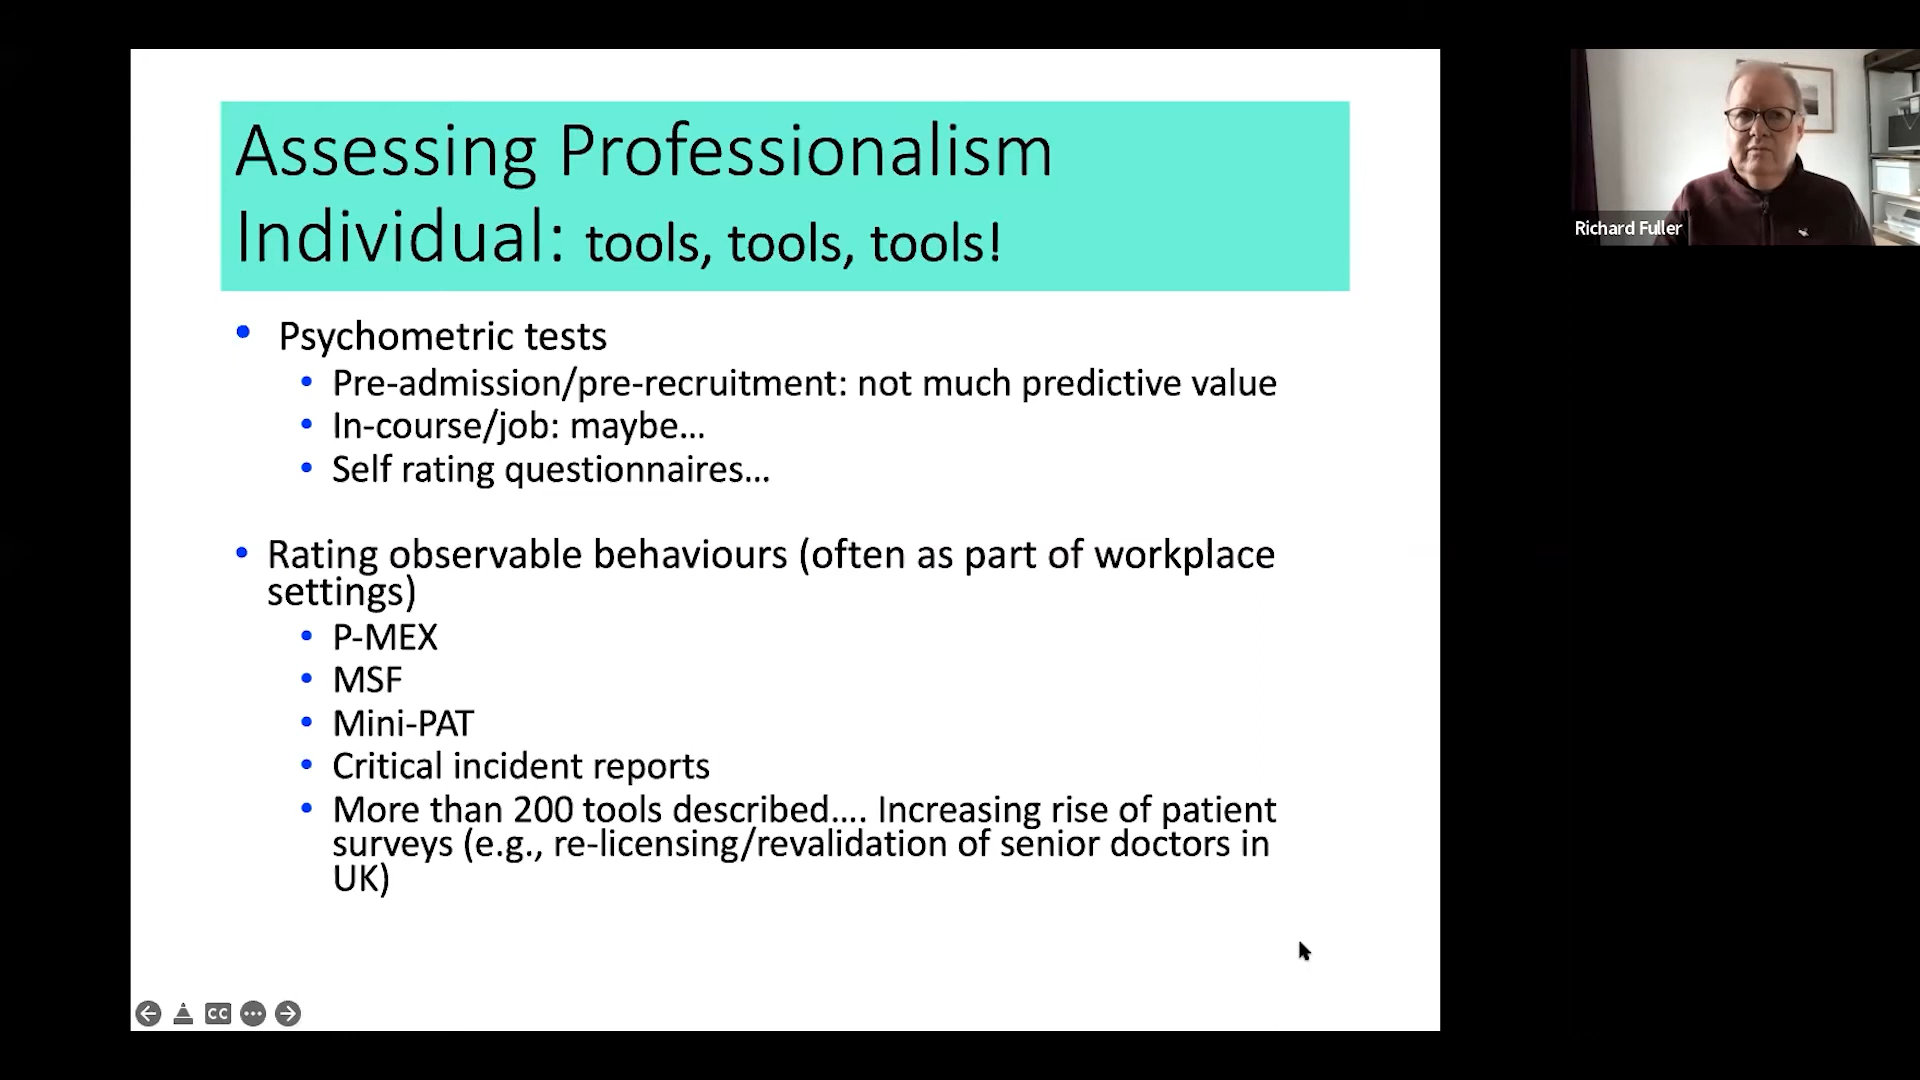 Assessing Professionalism
Individual: tools, tools, tools!
• Psychometric tests
• Pre-admission/pre-recruitment: not much predictive value
• In-course/job: maybe...
• Self rating questionnaires...
• Rating observable behaviours (often as part of workplace
settings)
• P-MEX
• MSF
• Mini-PAT
• Critical incident reports
• More than 200 tools described.... Increasing rise of patient
surveys (e.g., re-licensing/revalidation of senior doctors in
UK)
CC
Richard Fuller